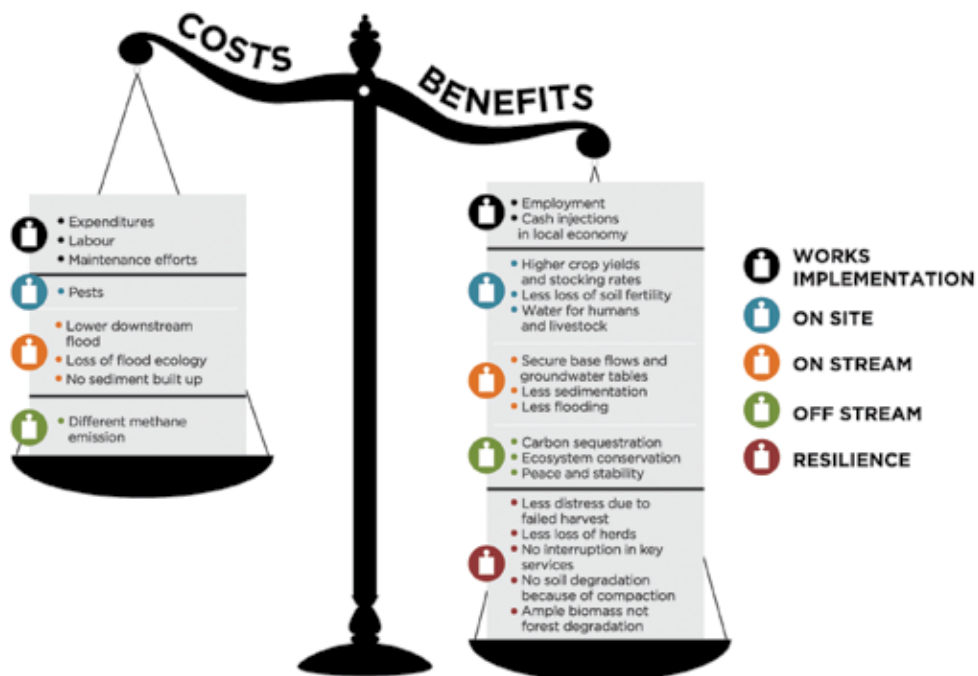 COSTS
BENEFITS
Expenditures
Labour
Maintenance efforts
Pests
Lower downstream
flood
Loss of flood ecology
No sediment built up
Different methane
emission
Employment
Cash injections
in local economy
Higher crop yields
and stocking rates
Less loss of soil fertility
Water for humans
and livestock
Secure base flows and
groundwater tables
Less sedimentation
Less flooding
Carbon sequestration
Ecosystem conservation
Peace and stability
Less distress due to
failed harvest
Less loss of herds
No interruption in key
services
No soil degradation
because of compaction
Ample biomass not
forest degradation
WORKS
IMPLEMENTATION
ON SITE
ON STREAM
OFF STREAM
RESILIENCE